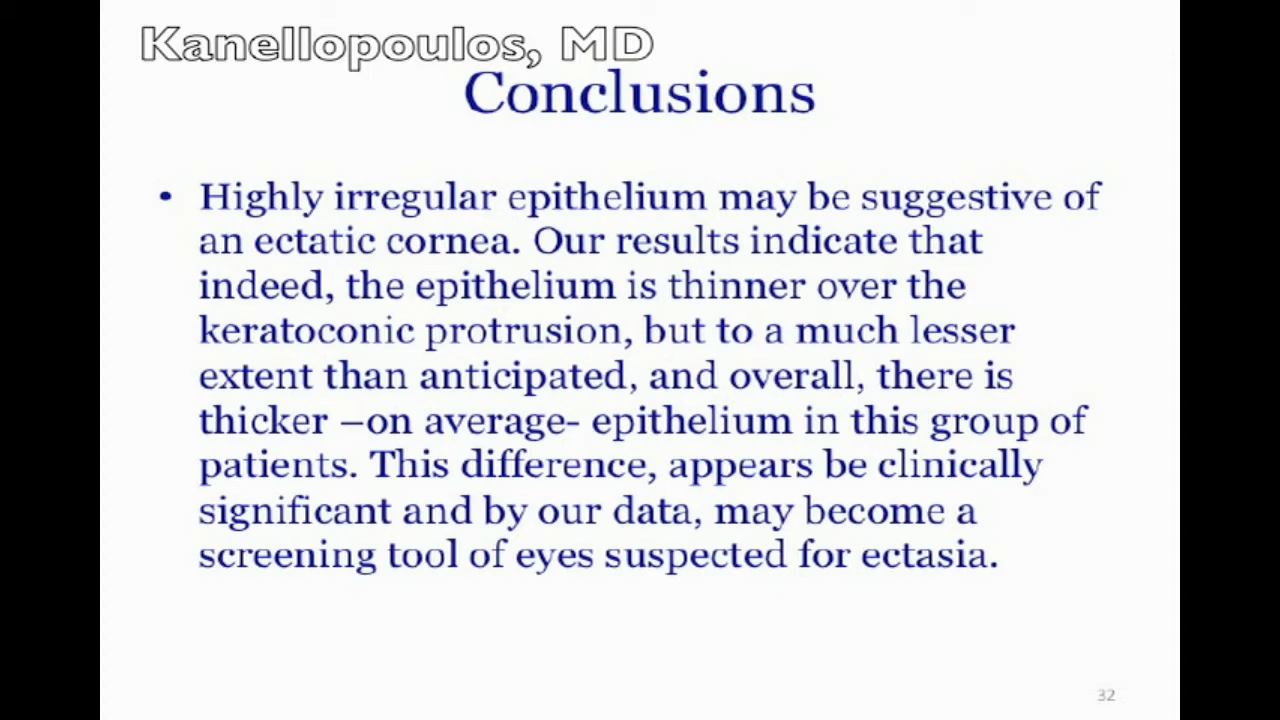 Kanellopoulos, MD
Conclusions
• Highly irregular epithelium may be suggestive of
an ectatic cornea. Our results indicate that
indeed, the epithelium is thinner over the
keratoconic protrusion, but to a much lesser
extent than anticipated, and overall, there is
thicker –on average- epithelium in this group of
patients. This difference, appears be clinically
significant and by our data, may become a
screening tool of eyes suspected for ectasia.
32